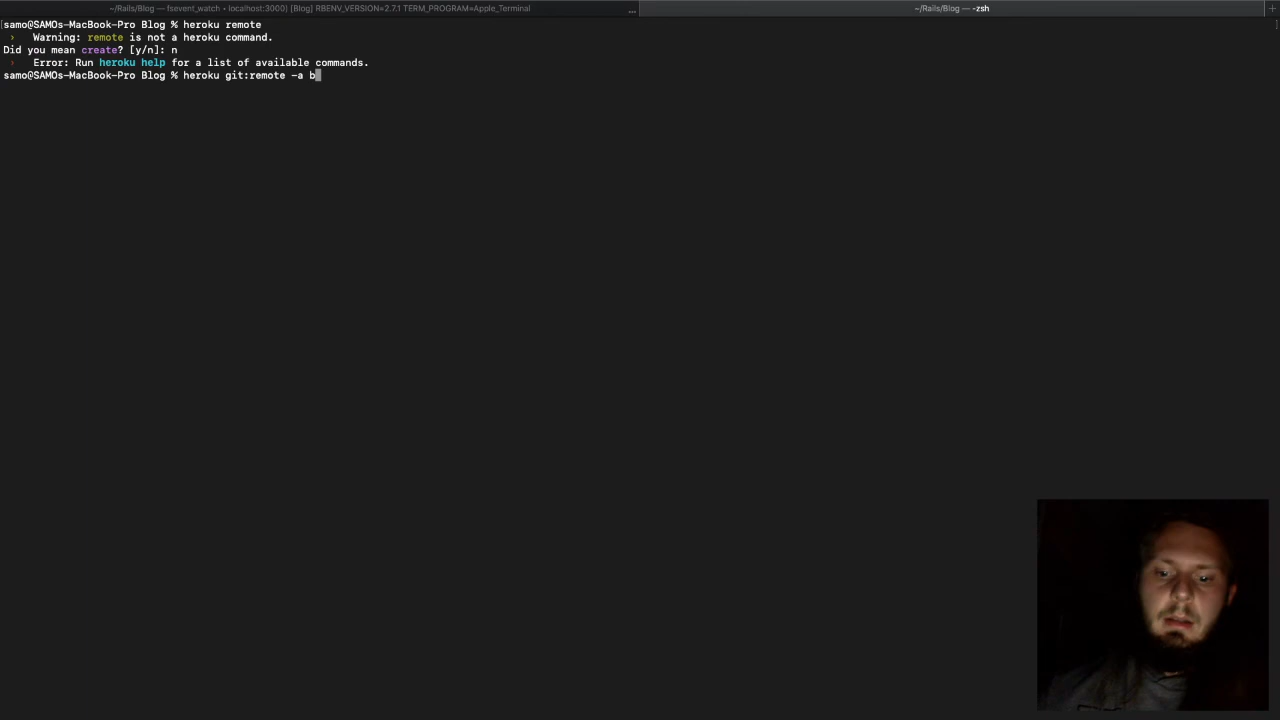 ~/Rails/Blog — fsevent_watch • localhost:3000) [Blog] RBENV_VERSION=2.7.1 TERM_PROGRAM=Apple_Terminal ... ~/Rails/Blog — -zsh +
[samo@SAMOs-MacBook-Pro Blog % heroku remote
› Warning: remote is not a heroku command.
Did you mean create? [y/n]: n
› Error: Run heroku help for a list of available commands.
samo@SAMOs-MacBook-Pro Blog % heroku git:remote -a b